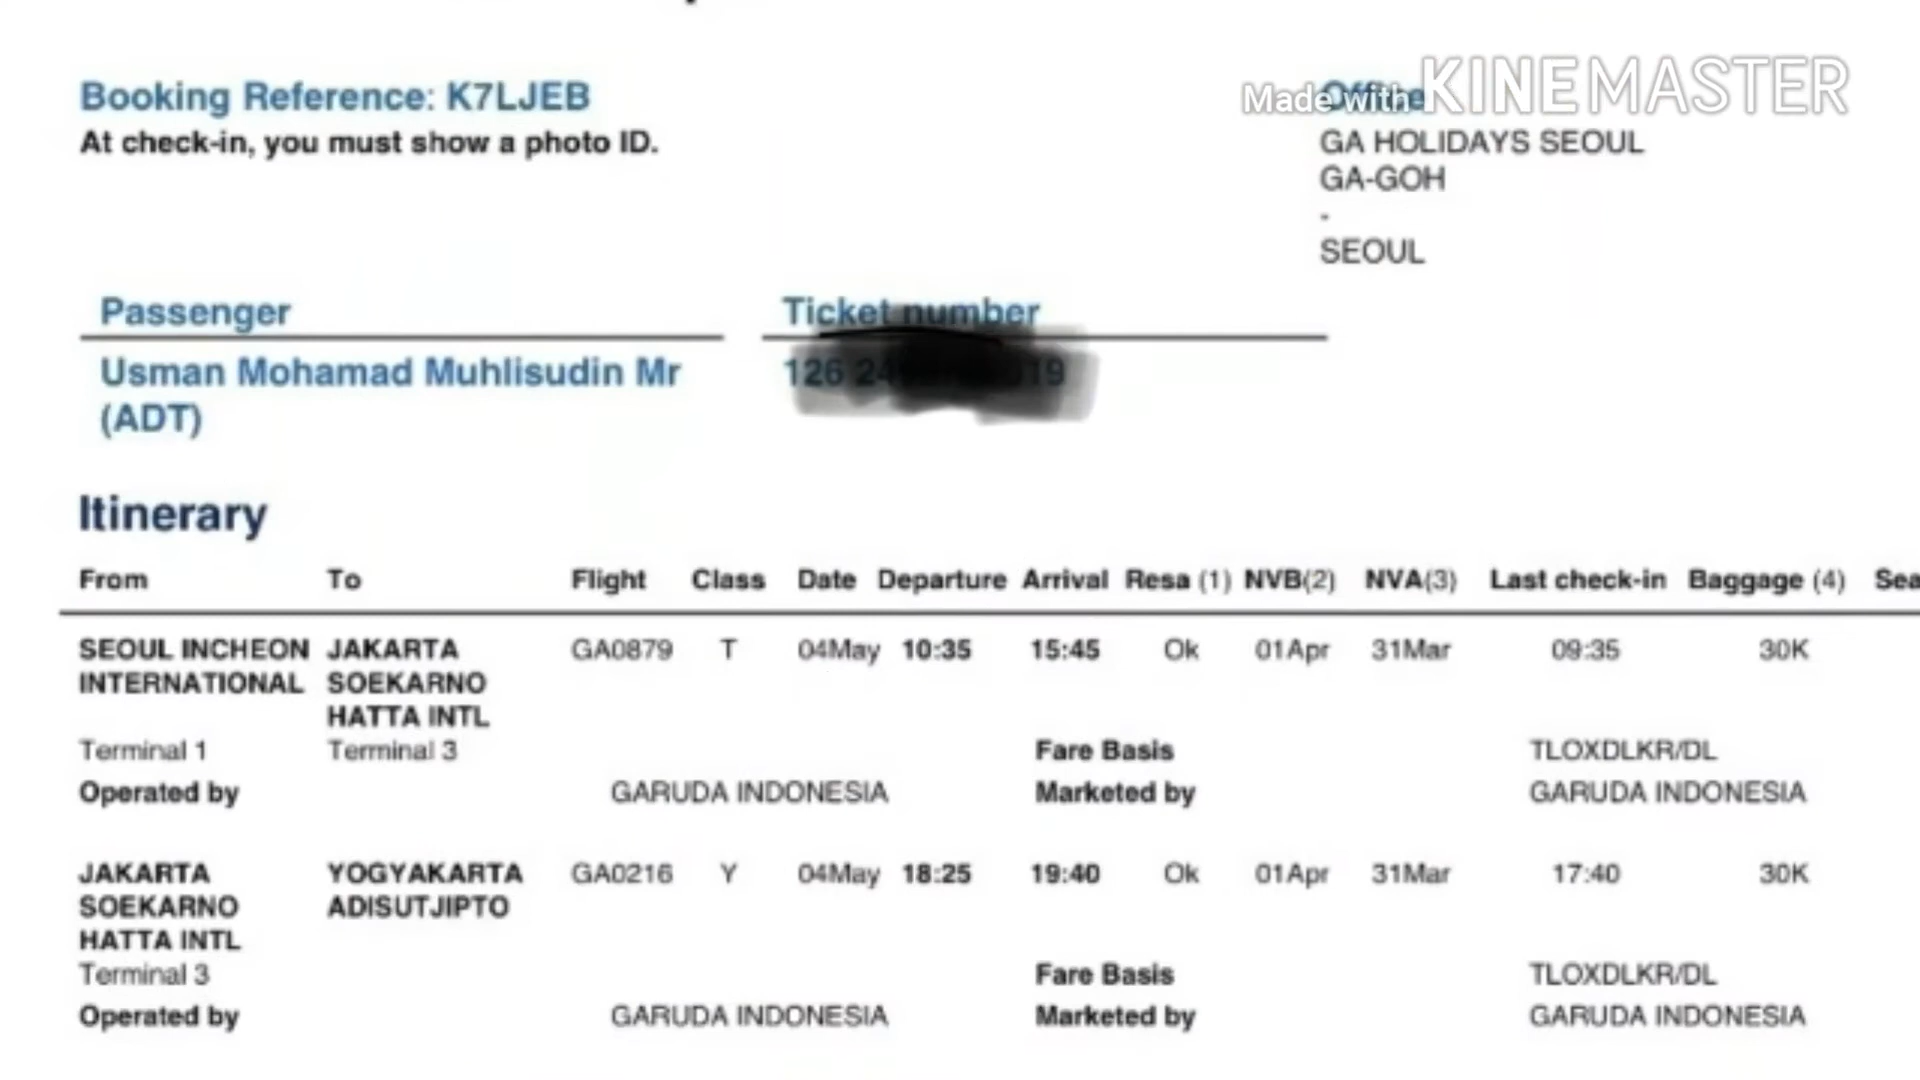 Booking Reference: K7LJEB
At check-in, you must show a photo ID.
Made with KINEMASTER
Office
GA HOLIDAYS SEOUL
GA-GOH
-
SEOUL
Passenger Ticket number
Usman Mohamad Muhlisudin Mr 126
(ADT)
Itinerary
From To Flight Class Date Departure Arrival Resa (1) NVB(2) NVA(3) Last check-in Baggage (4)
SEOUL INCHEON JAKARTA GA0879 T 04May 10:35 15:45 Ok 01Apr 31Mar 09:35 30K
INTERNATIONAL SOEKARNO
HATTA INTL
Terminal 1 Terminal 3 Fare Basis TLOXDLKR/DL
Operated by GARUDA INDONESIA Marketed by GARUDA INDONESIA
JAKARTA YOGYAKARTA GA0216 Y 04May 18:25 19:40 Ok 01Apr 31Mar 17:40 30K
SOEKARNO ADISUTJIPTO
HATTA INTL
Terminal 3 Fare Basis TLOXDLKR/DL
Operated by GARUDA INDONESIA Marketed by GARUDA INDONESIA